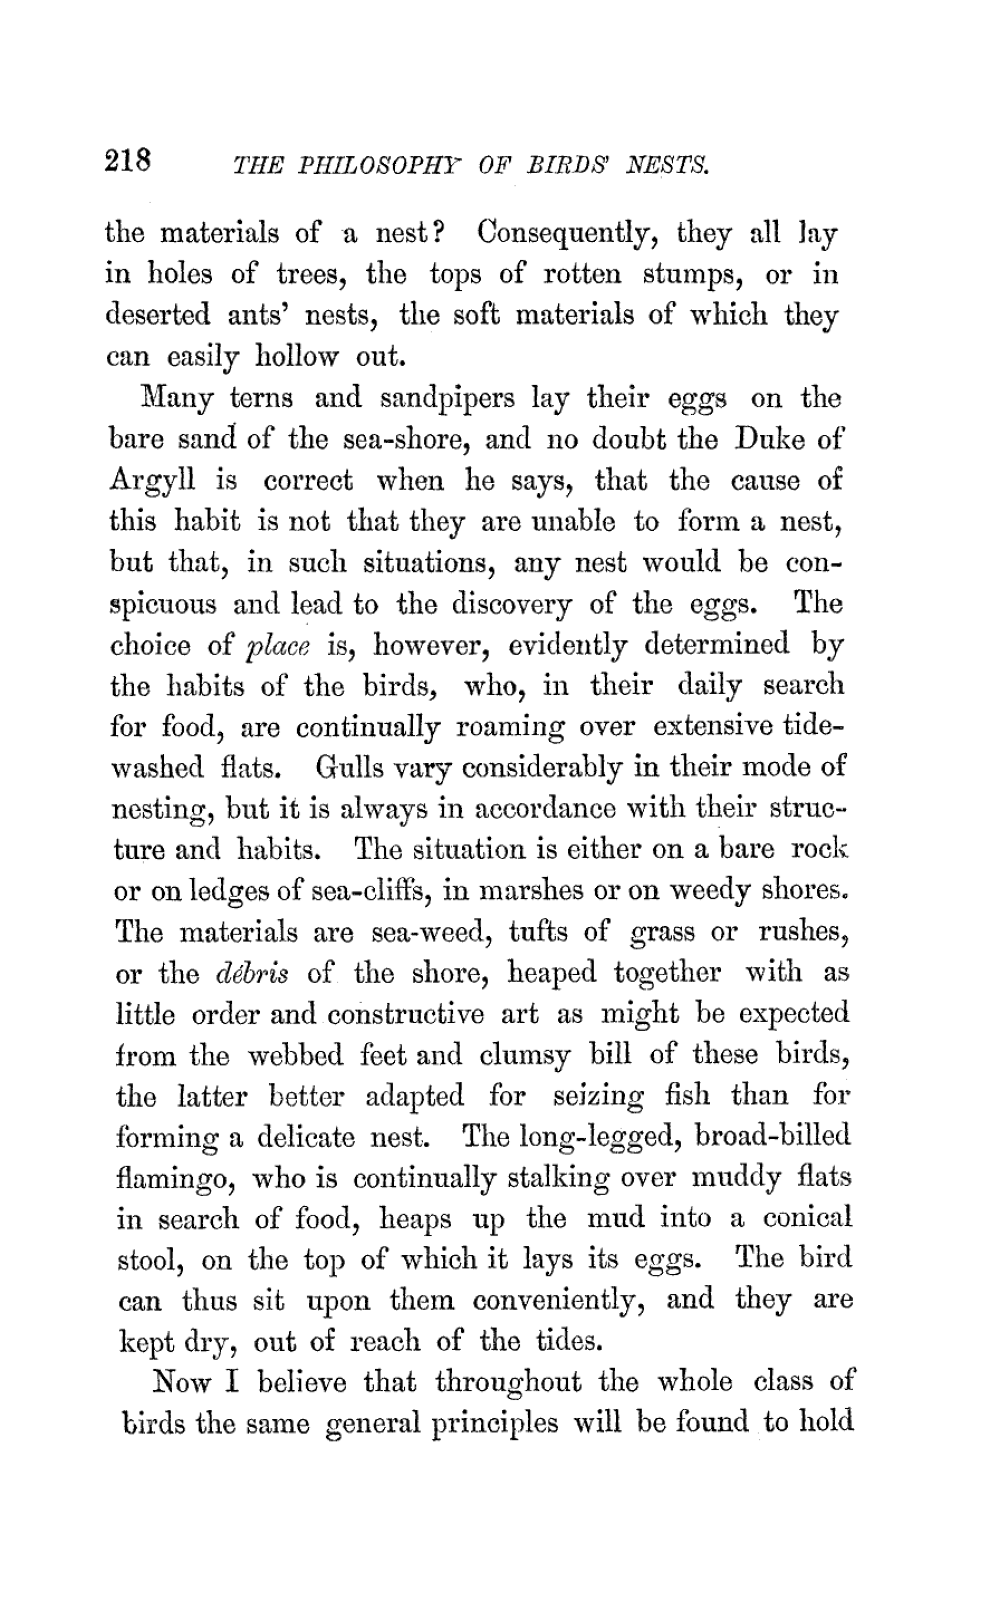 218 THE PHILOSOPHY OF BIRDS' NESTS.
the materials of a nest? Consequently, they all lay
in holes of trees, the tops of rotten stumps, or in
deserted ants' nests, the soft materials of which they
can easily hollow out.
Many terns and sandpipers lay their eggs on the
bare sand of the sea-shore, and no doubt the Duke of
Argyll is correct when he says, that the cause of
this habit is not that they are unable to form a nest,
but that, in such situations, any nest would be con-
spicuous and lead to the discovery of the eggs. The
choice of place is, however, evidently determined by
the habits of the birds, who, in their daily search
for food, are continually roaming over extensive tide-
washed flats. Gulls vary considerably in their mode of
nesting, but it is always in accordance with their struc-
ture and habits. The situation is either on a bare rock
or on ledges of sea-cliffs, in marshes or on weedy shores.
The materials are sea-weed, tufts of grass or rushes,
or the débris of the shore, heaped together with as
little order and constructive art as might be expected
from the webbed feet and clumsy bill of these birds,
the latter better adapted for seizing fish than for
forming a delicate nest. The long-legged, broad-billed
flamingo, who is continually stalking over muddy flats
in search of food, heaps up the mud into a conical
stool, on the top of which it lays its eggs. The bird
can thus sit upon them conveniently, and they are
kept dry, out of reach of the tides.
Now I believe that throughout the whole class of
birds the same general principles will be found to hold